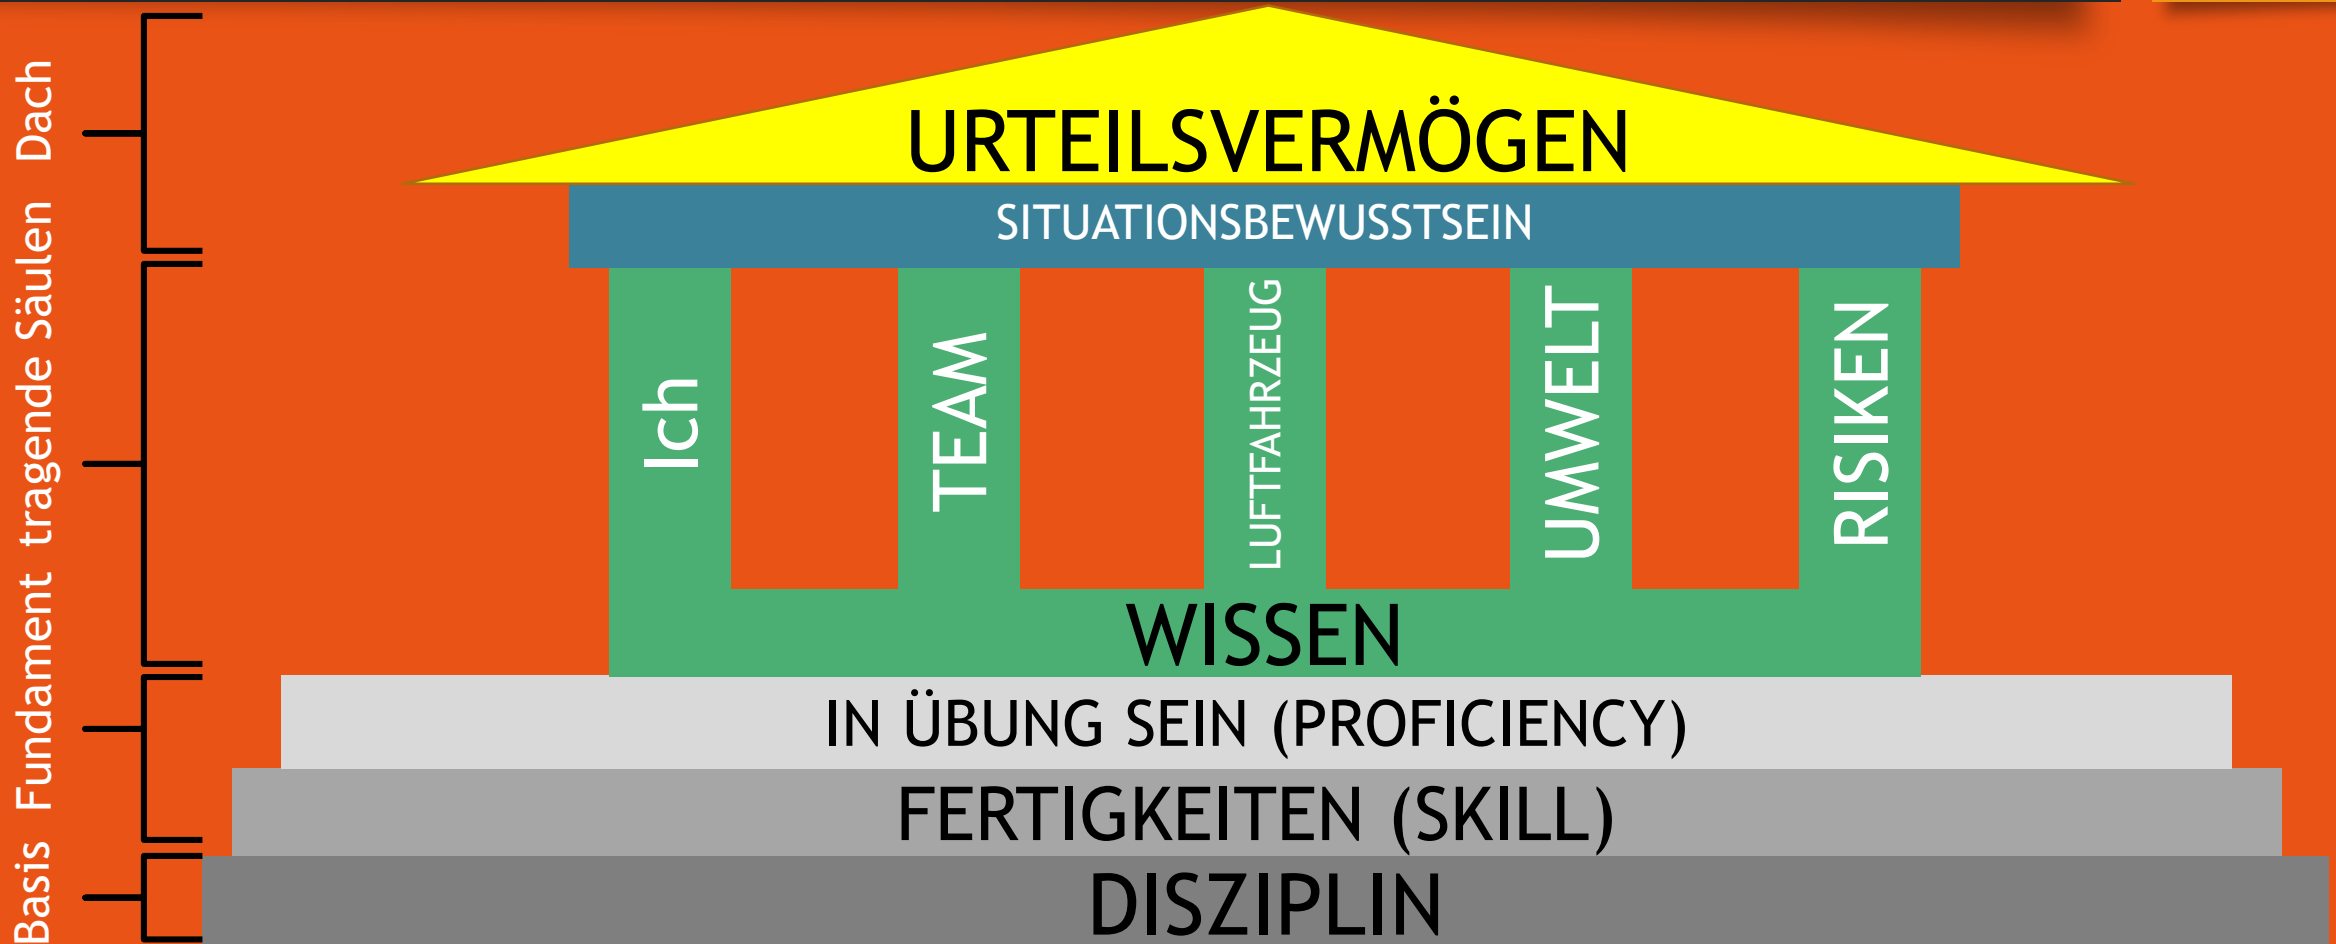 Dach
URTEILSVERMÖGEN
SITUATIONSBEWUSSTSEIN
tragende Säulen
Ich
TEAM
LUFTFAHRZEUG
UMWELT
RISIKEN
WISSEN
Fundament
IN ÜBUNG SEIN (PROFICIENCY)
FERTIGKEITEN (SKILL)
Basis
DISZIPLIN